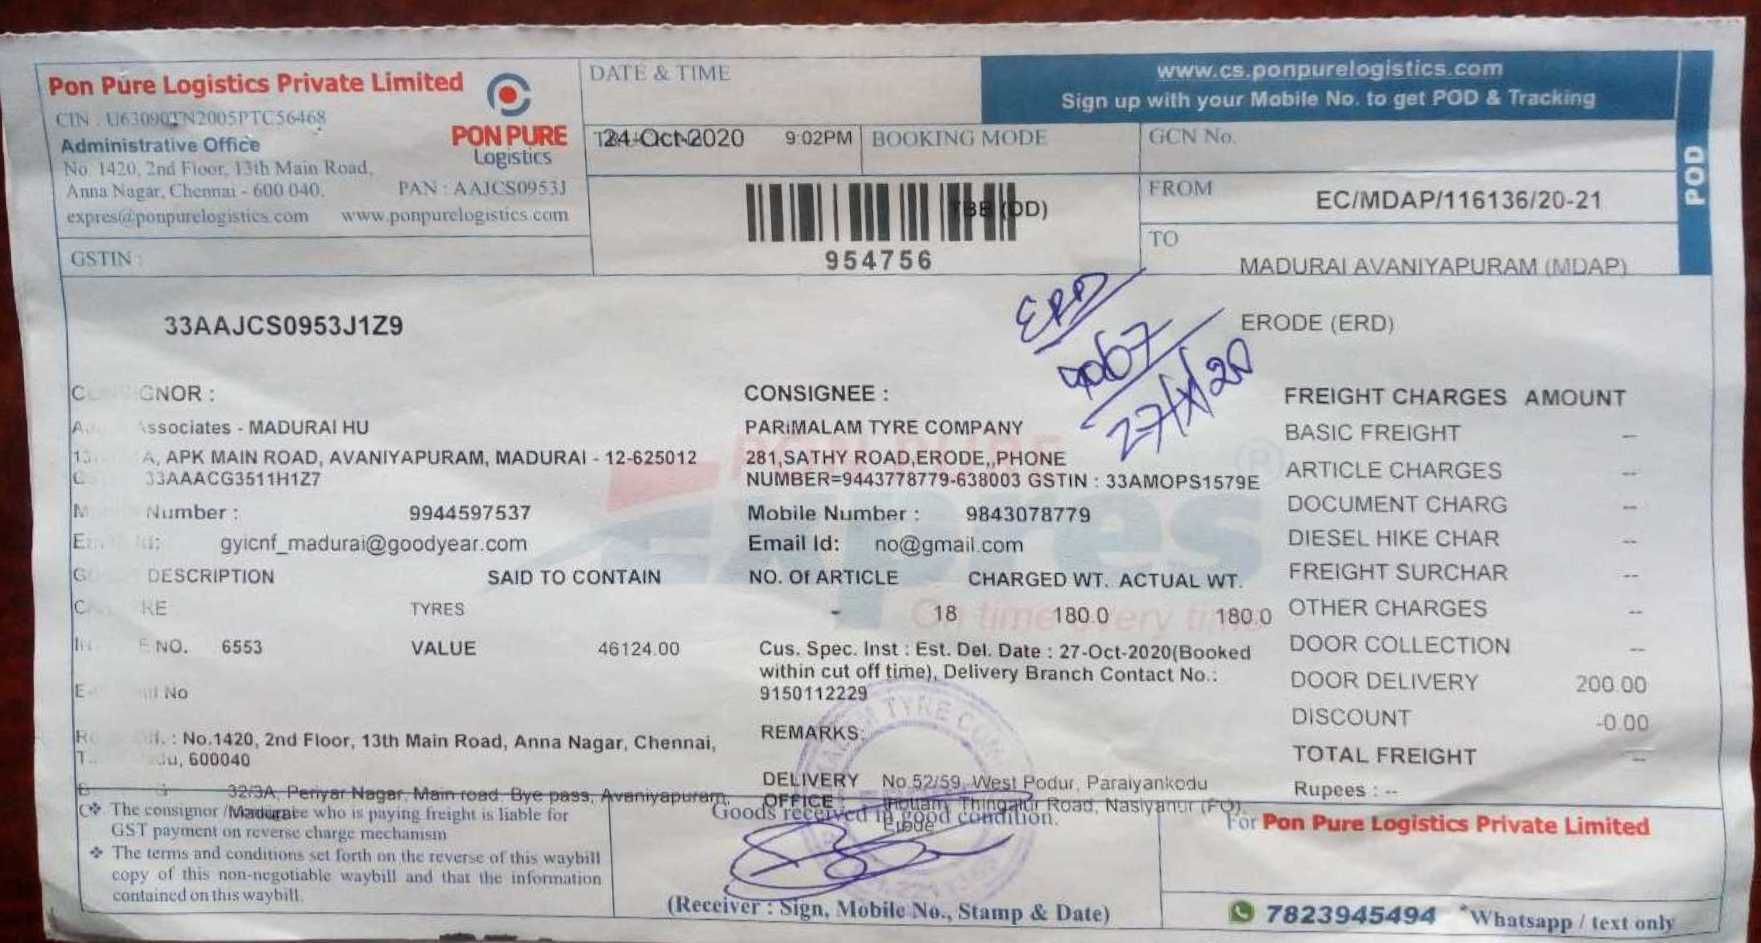 Pon Pure Logistics Private Limited
CIN : U63090TN2005PTC56468
Administrative Office
No. 1420, 2nd Floor, 13th Main Road,
Anna Nagar, Chennai - 600 040.
PAN : AAJCS0953J
expres@ponpurelogistics.com www.ponpurelogistics.com
PON PURE
Logistics
GSTIN :
DATE & TIME
24-Oct-2020 9:02PM
BOOKING MODE
TBB (DD)
954756
www.cs.ponpurelogistics.com
Sign up with your Mobile No. to get POD & Tracking
GCN No.
FROM
EC/MDAP/116136/20-21
TO
MADURAI AVANIYAPURAM (MDAP)
POD
33AAJCS0953J1Z9
ERODE (ERD)
ERD
27/X/20
GNOR :
ssociates - MADURAI HU
A, APK MAIN ROAD, AVANIYAPURAM, MADURAI - 12-625012
33AAACG3511H1Z7
Number : 9944597537
gyicnf_madurai@goodyear.com
CONSIGNEE :
PARIMALAM TYRE COMPANY
281,SATHY ROAD,ERODE,,PHONE
NUMBER=9443778779-638003 GSTIN : 33AMOPS1579E
Mobile Number : 9843078779
Email Id: no@gmail.com
DESCRIPTION SAID TO CONTAIN NO. Of ARTICLE CHARGED WT. ACTUAL WT.
TYRES - 18 180.0 180.0
NO. 6553 VALUE 46124.00
No
Cus. Spec. Inst : Est. Del. Date : 27-Oct-2020(Booked
within cut off time), Delivery Branch Contact No.:
9150112229
REMARKS:
: No.1420, 2nd Floor, 13th Main Road, Anna Nagar, Chennai,
600040
32/3A, Periyar Nagar, Main road, Bye pass, Avaniyapuram,
Madurai
DELIVERY OFFICE
No.52/59, West Podur, Paraiyankodu
Thingalur Road, Nasiyanur (PO),
Erode
FREIGHT CHARGES AMOUNT
BASIC FREIGHT --
ARTICLE CHARGES --
DOCUMENT CHARG --
DIESEL HIKE CHAR --
FREIGHT SURCHAR --
OTHER CHARGES --
DOOR COLLECTION --
DOOR DELIVERY 200.00
DISCOUNT -0.00
TOTAL FREIGHT --
Rupees : --
The consignor / who is paying freight is liable for
GST payment on reverse charge mechanism
The terms and conditions set forth on the reverse of this waybill
copy of this non-negotiable waybill and that the information
contained on this waybill.
Goods received in good condition.
(Receiver : Sign, Mobile No., Stamp & Date)
For Pon Pure Logistics Private Limited
7823945494 *Whatsapp / text only